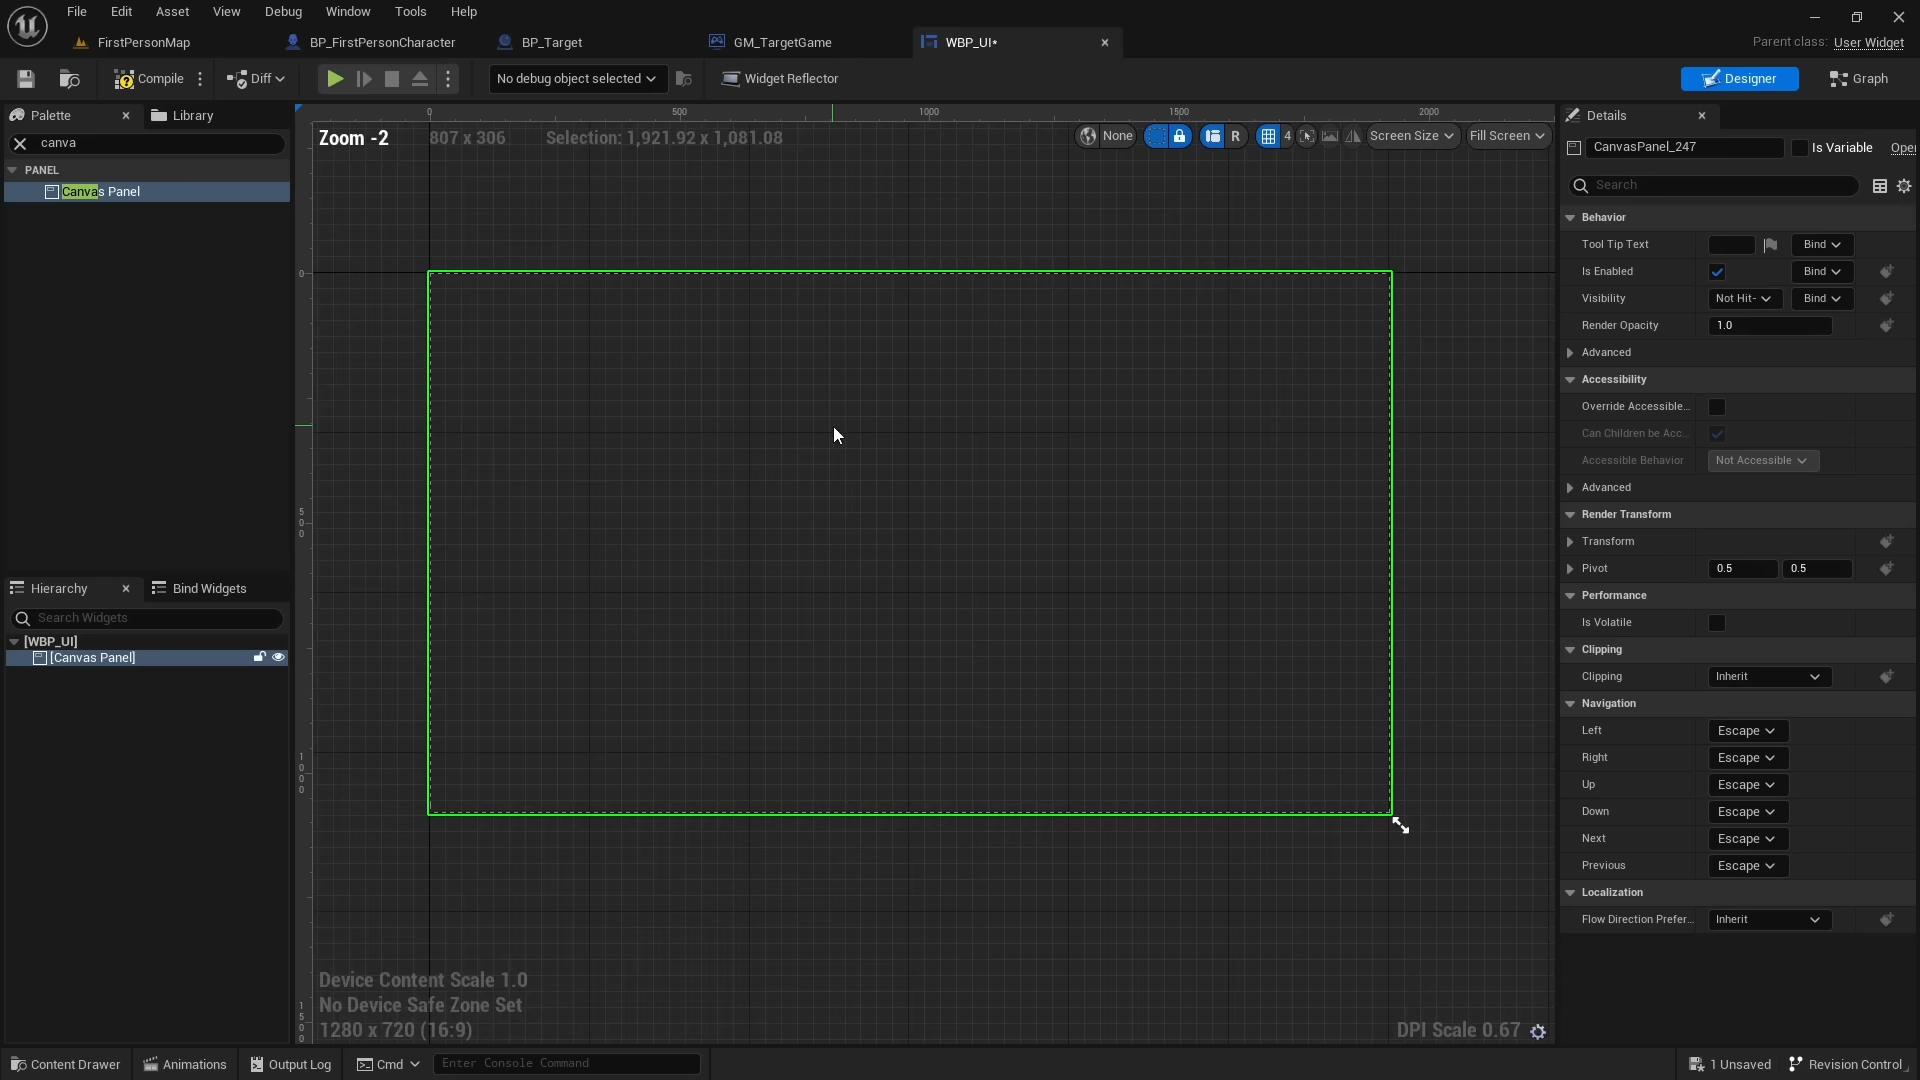 File Edit Asset View Debug Window Tools Help
FirstPersonMap BP_FirstPersonCharacter BP_Target GM_TargetGame WBP_UI* Parent class: User Widget
Compile Diff No debug object selected Widget Reflector Designer Graph
Palette Library
canva
PANEL
Canvas Panel
Hierarchy Bind Widgets
Search Widgets
[WBP_UI]
[Canvas Panel]
0 500 1000 1500 2000
Zoom -2 807 x 306 Selection: 1,921.92 x 1,081.08 None R 4 Screen Size Fill Screen
0
500
1000
1500
Device Content Scale 1.0
No Device Safe Zone Set
1280 x 720 (16:9) DPI Scale 0.67
Details
CanvasPanel_247 Is Variable Open
Search
Behavior
Tool Tip Text Bind
Is Enabled Bind
Visibility Not Hit- Bind
Render Opacity 1.0
Advanced
Accessibility
Override Accessible...
Can Children be Acc...
Accessible Behavior Not Accessible
Advanced
Render Transform
Transform
Pivot 0.5 0.5
Performance
Is Volatile
Clipping
Clipping Inherit
Navigation
Left Escape
Right Escape
Up Escape
Down Escape
Next Escape
Previous Escape
Localization
Flow Direction Prefer... Inherit
Content Drawer Animations Output Log Cmd Enter Console Command 1 Unsaved Revision Control